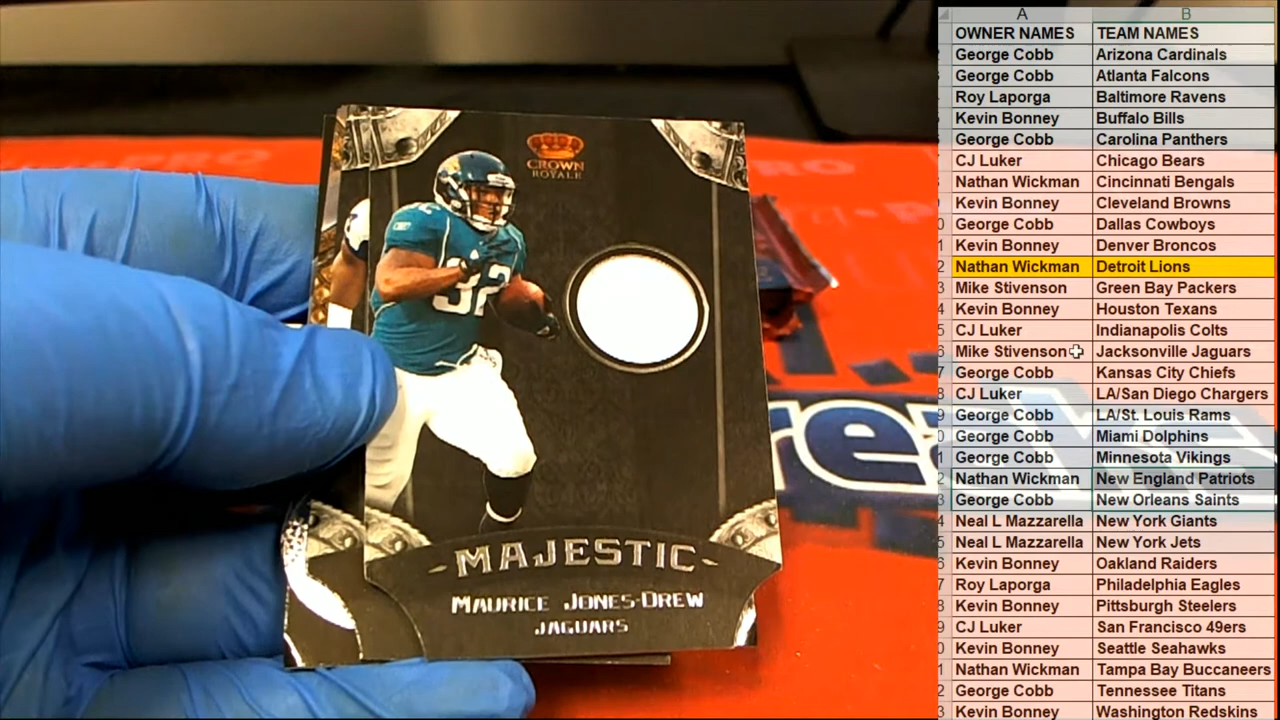 CROWN
ROYALE
32
MAJESTIC
MAURICE JONES-DREW
JAGUARS
A B
OWNER NAMES TEAM NAMES
George Cobb Arizona Cardinals
George Cobb Atlanta Falcons
Roy Laporga Baltimore Ravens
Kevin Bonney Buffalo Bills
George Cobb Carolina Panthers
CJ Luker Chicago Bears
Nathan Wickman Cincinnati Bengals
Kevin Bonney Cleveland Browns
George Cobb Dallas Cowboys
Kevin Bonney Denver Broncos
Nathan Wickman Detroit Lions
Mike Stivenson Green Bay Packers
Kevin Bonney Houston Texans
CJ Luker Indianapolis Colts
Mike Stivenson Jacksonville Jaguars
George Cobb Kansas City Chiefs
CJ Luker LA/San Diego Chargers
George Cobb LA/St. Louis Rams
George Cobb Miami Dolphins
George Cobb Minnesota Vikings
Nathan Wickman New England Patriots
George Cobb New Orleans Saints
Neal L Mazzarella New York Giants
Neal L Mazzarella New York Jets
Kevin Bonney Oakland Raiders
Roy Laporga Philadelphia Eagles
Kevin Bonney Pittsburgh Steelers
CJ Luker San Francisco 49ers
Kevin Bonney Seattle Seahawks
Nathan Wickman Tampa Bay Buccaneers
George Cobb Tennessee Titans
Kevin Bonney Washington Redskins